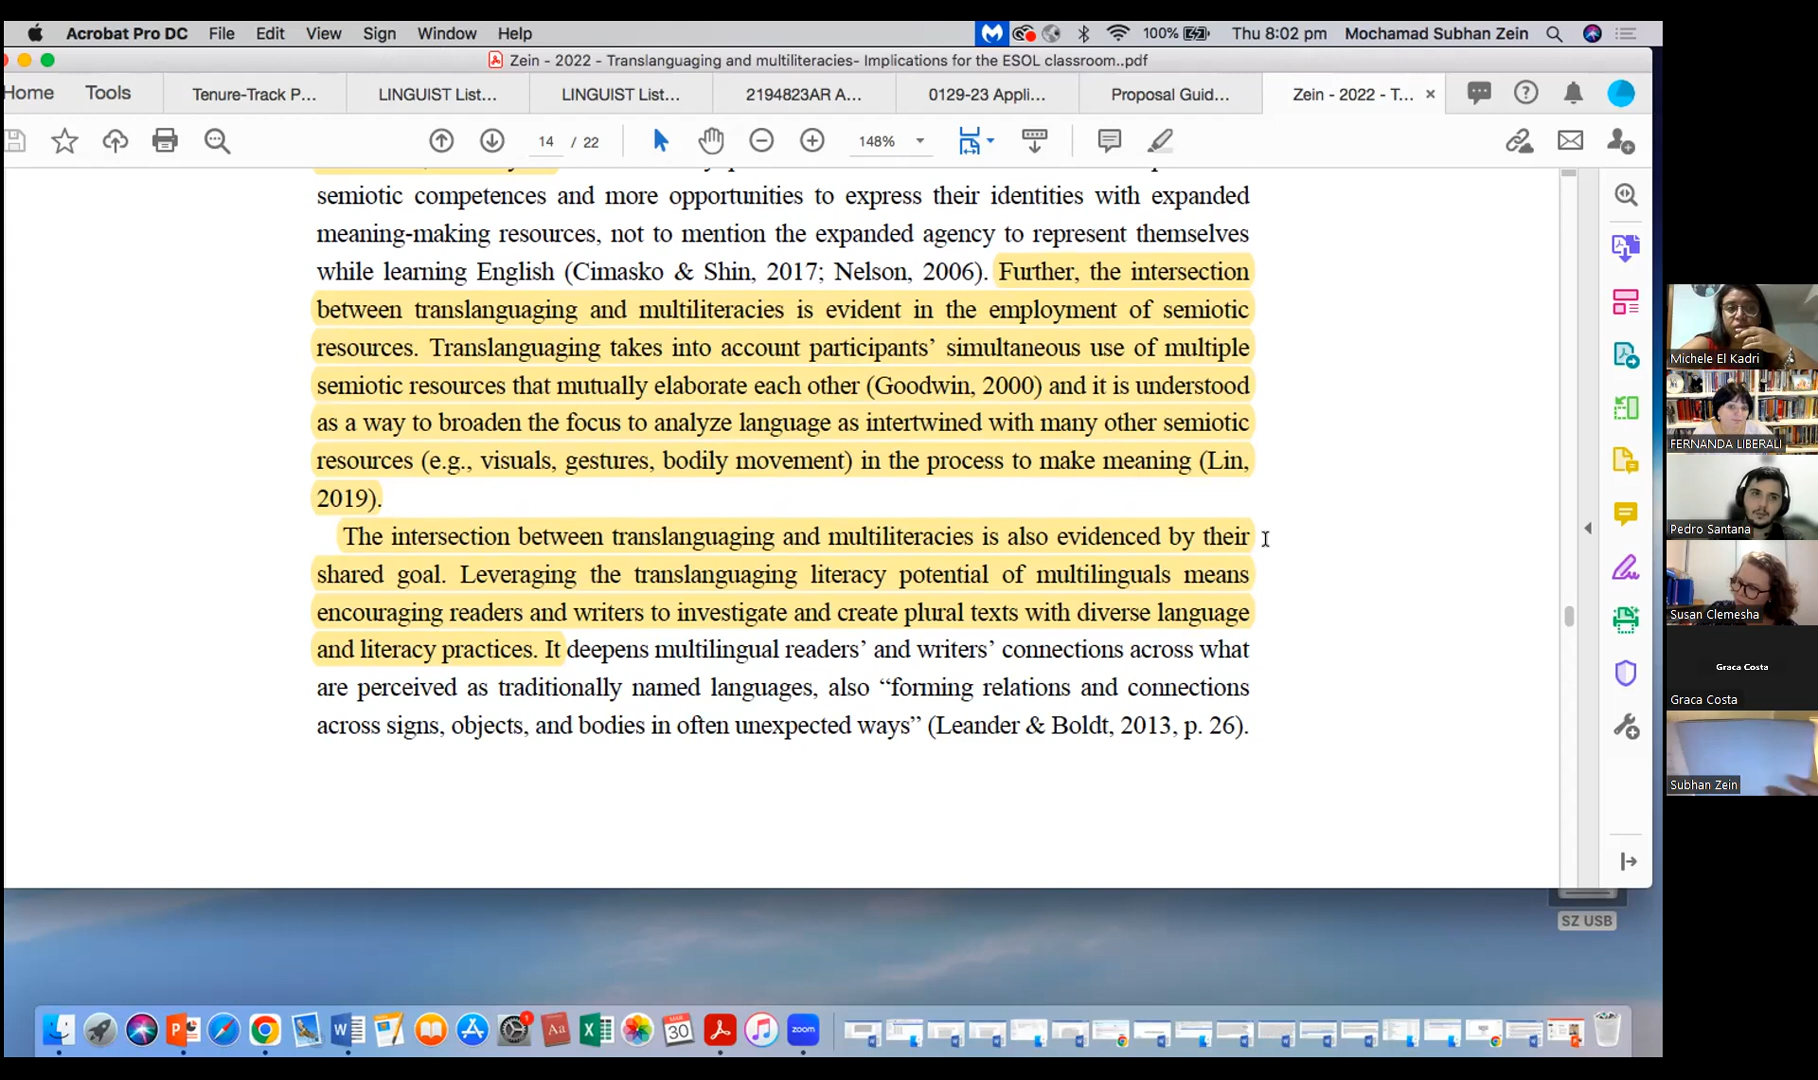 Acrobat Pro DC File Edit View Sign Window Help 100% Thu 8:02 pm Mochamad Subhan Zein
Zein - 2022 - Translanguaging and multiliteracies- Implications for the ESOL classroom..pdf
Home Tools Tenure-Track P... LINGUIST List... LINGUIST List... 2194823AR A... 0129-23 Appli... Proposal Guid... Zein - 2022 - T... ×
14 / 22 148%
semiotic competences and more opportunities to express their identities with expanded
meaning-making resources, not to mention the expanded agency to represent themselves
while learning English (Cimasko & Shin, 2017; Nelson, 2006). Further, the intersection
between translanguaging and multiliteracies is evident in the employment of semiotic
resources. Translanguaging takes into account participants’ simultaneous use of multiple
semiotic resources that mutually elaborate each other (Goodwin, 2000) and it is understood
as a way to broaden the focus to analyze language as intertwined with many other semiotic
resources (e.g., visuals, gestures, bodily movement) in the process to make meaning (Lin,
2019).
The intersection between translanguaging and multiliteracies is also evidenced by their
shared goal. Leveraging the translanguaging literacy potential of multilinguals means
encouraging readers and writers to investigate and create plural texts with diverse language
and literacy practices. It deepens multilingual readers’ and writers’ connections across what
are perceived as traditionally named languages, also “forming relations and connections
across signs, objects, and bodies in often unexpected ways” (Leander & Boldt, 2013, p. 26).
Michele El Kadri
FERNANDA LIBERALI
Pedro Santana
Susan Clemesha
Graca Costa
Graca Costa
Subhan Zein
SZ USB
Aa
MAR
30
zoom